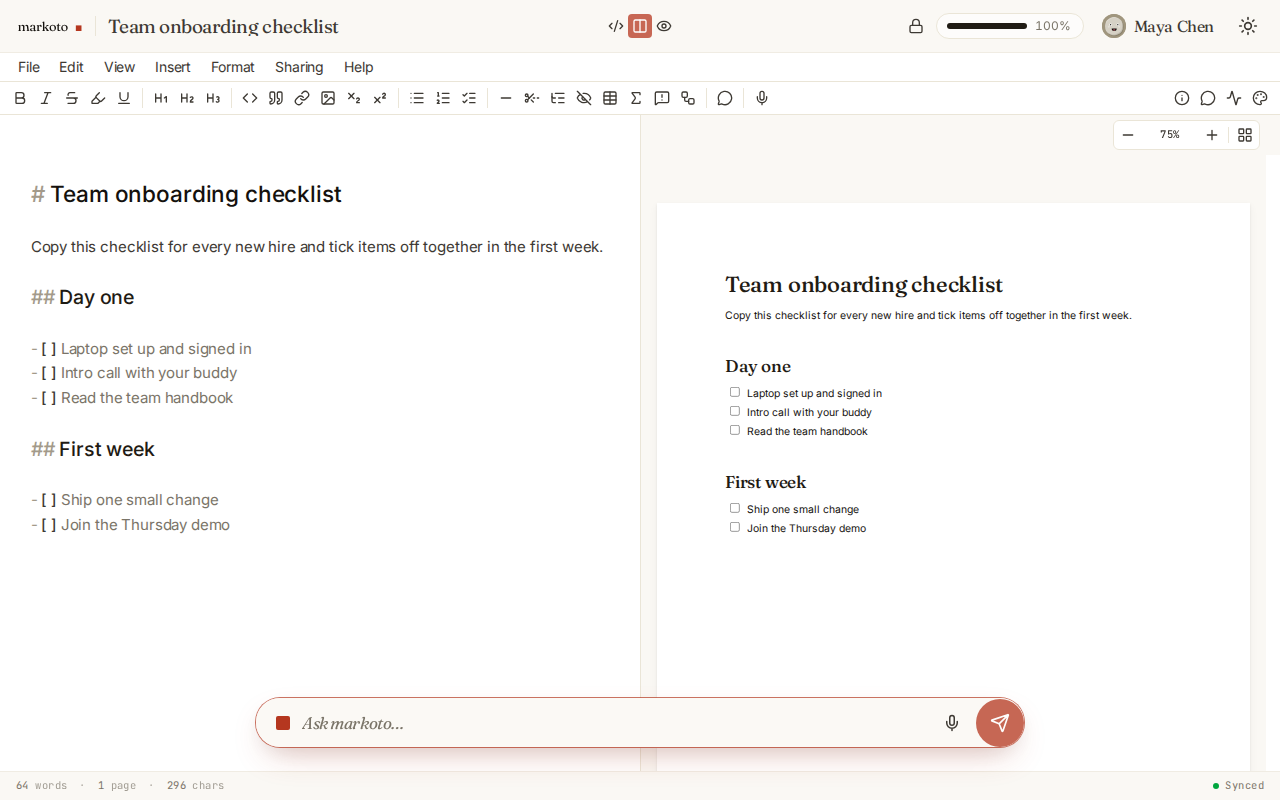 markoto
Team onboarding checklist
100%
Maya Chen
File Edit View Insert Format Sharing Help
H1 H2 H3
75%
# Team onboarding checklist
Copy this checklist for every new hire and tick items off together in the first week.
## Day one
- [ ] Laptop set up and signed in
- [ ] Intro call with your buddy
- [ ] Read the team handbook
## First week
- [ ] Ship one small change
- [ ] Join the Thursday demo
Team onboarding checklist
Copy this checklist for every new hire and tick items off together in the first week.
Day one
Laptop set up and signed in
Intro call with your buddy
Read the team handbook
First week
Ship one small change
Join the Thursday demo
Ask markoto...
64 words · 1 page · 296 chars
Synced